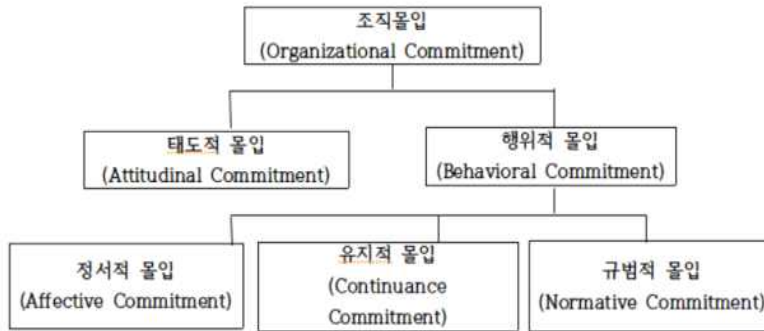 조직몰입
(Organizational Commitment)
태도적 몰입
(Attitudinal Commitment)
행위적 몰입
(Behavioral Commitment)
정서적 몰입
(Affective Commitment)
유지적 몰입
(Continuance
Commitment)
규범적 몰입
(Normative Commitment)